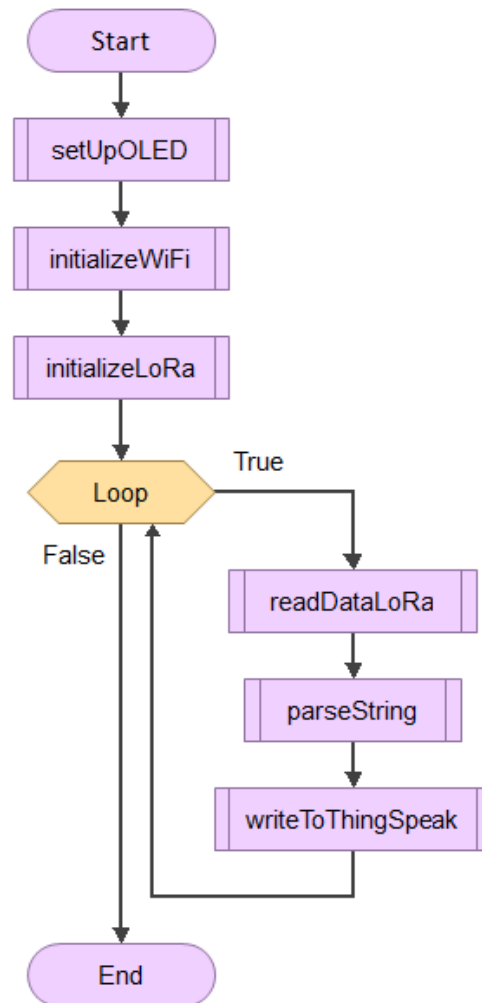 Start
setUpOLED
initializeWiFi
initializeLoRa
Loop
True
False
readDataLoRa
parseString
writeToThingSpeak
End